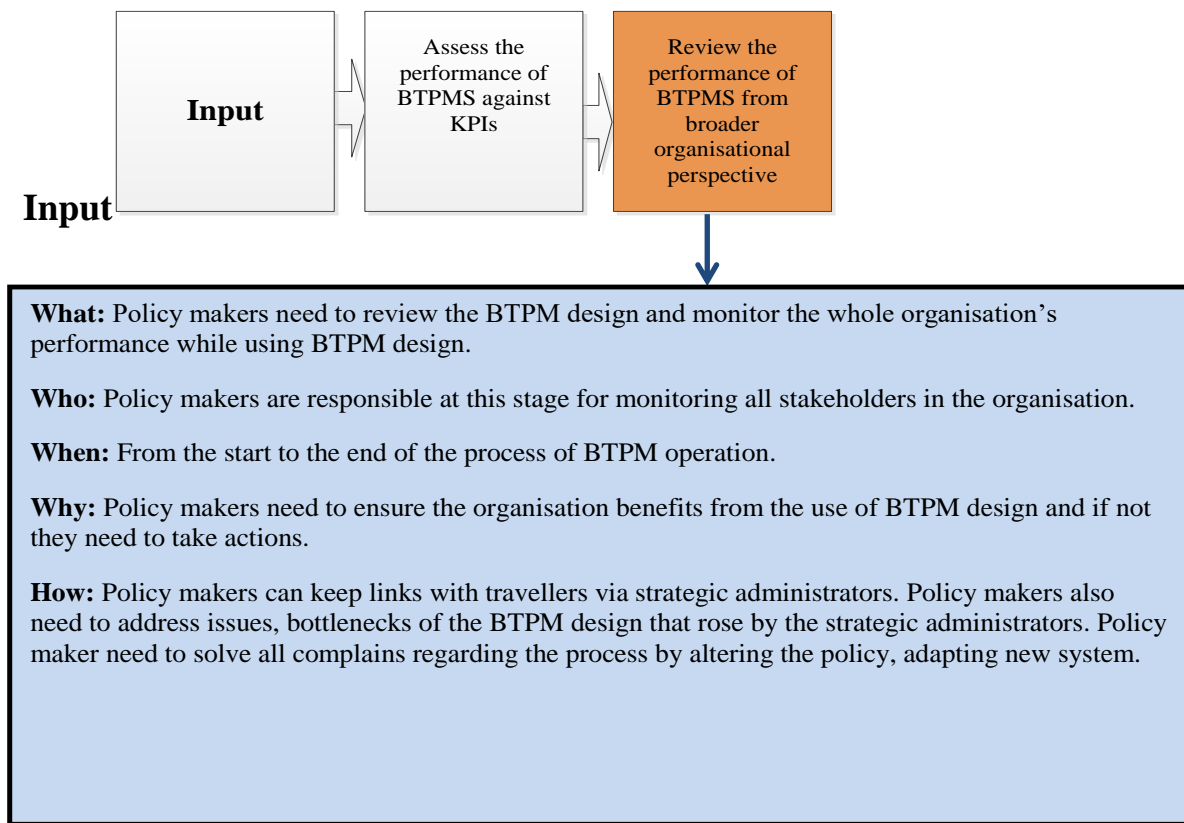 Input
Assess the
performance of
BTPMS against
KPIs
Review the
performance of
BTPMS from
broader
organisational
perspective
Input
What: Policy makers need to review the BTPM design and monitor the whole organisation’s
performance while using BTPM design.
Who: Policy makers are responsible at this stage for monitoring all stakeholders in the organisation.
When: From the start to the end of the process of BTPM operation.
Why: Policy makers need to ensure the organisation benefits from the use of BTPM design and if not
they need to take actions.
How: Policy makers can keep links with travellers via strategic administrators. Policy makers also
need to address issues, bottlenecks of the BTPM design that rose by the strategic administrators. Policy
maker need to solve all complains regarding the process by altering the policy, adapting new system.